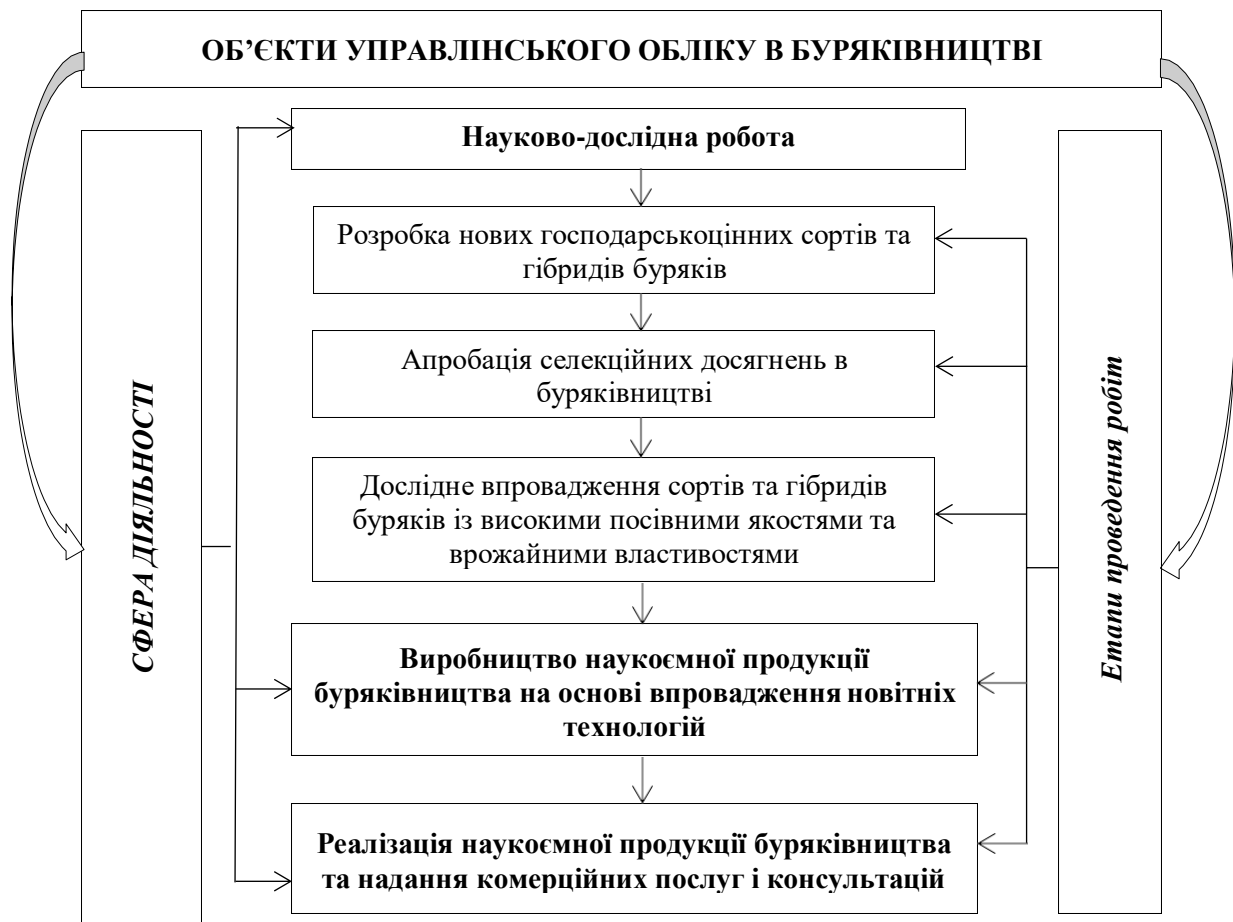 ОБ’ЄКТИ УПРАВЛІНСЬКОГО ОБЛІКУ В БУРЯКІВНИЦТВІ
СФЕРА ДІЯЛЬНОСТІ
Науково-дослідна робота
Розробка нових господарськоцінних сортів та
гібридів буряків
Апробація селекційних досягнень в
буряківництві
Дослідне впровадження сортів та гібридів
буряків із високими посівними якостями та
врожайними властивостями
Виробництво наукоємної продукції
буряківництва на основі впровадження новітніх
технологій
Реалізація наукоємної продукції буряківництва
та надання комерційних послуг і консультацій
Етапи проведення робіт